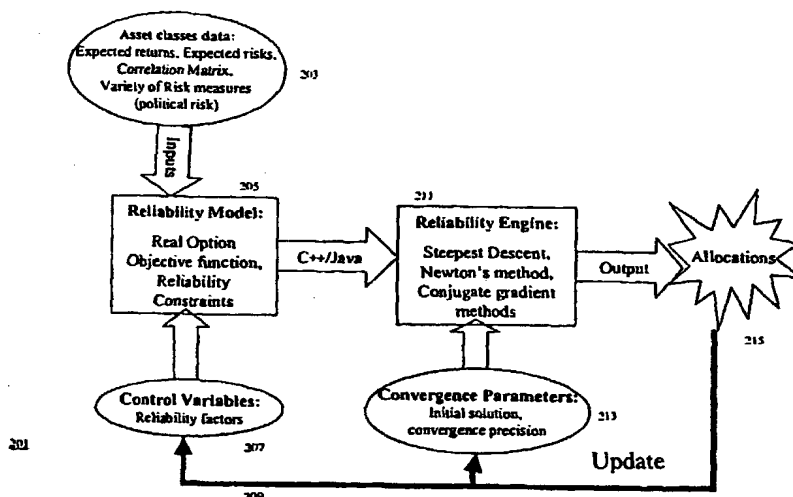 Asset classes data:
Expected returns, Expected risks,
Correlation Matrix,
Variety of Risk measures
(political risk)
203
Inputs
205
Reliability Model:
Real Option
Objective function,
Reliability
Constraints
C++/Java
211
Reliability Engine:
Steepest Descent,
Newton's method,
Conjugate gradient
methods
Output
Allocations
215
Control Variables:
Reliability factors
207
Convergence Parameters:
Initial solution,
convergence precision
213
201
Update
209